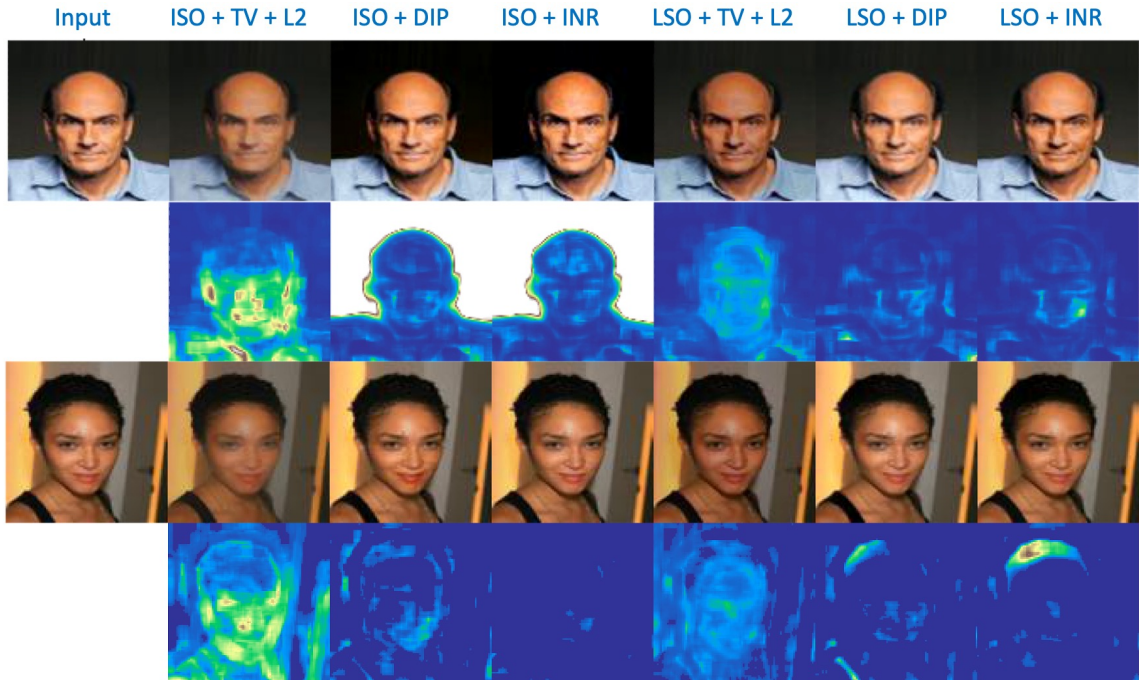 Input ISO + TV + L2 ISO + DIP ISO + INR LSO + TV + L2 LSO + DIP LSO + INR